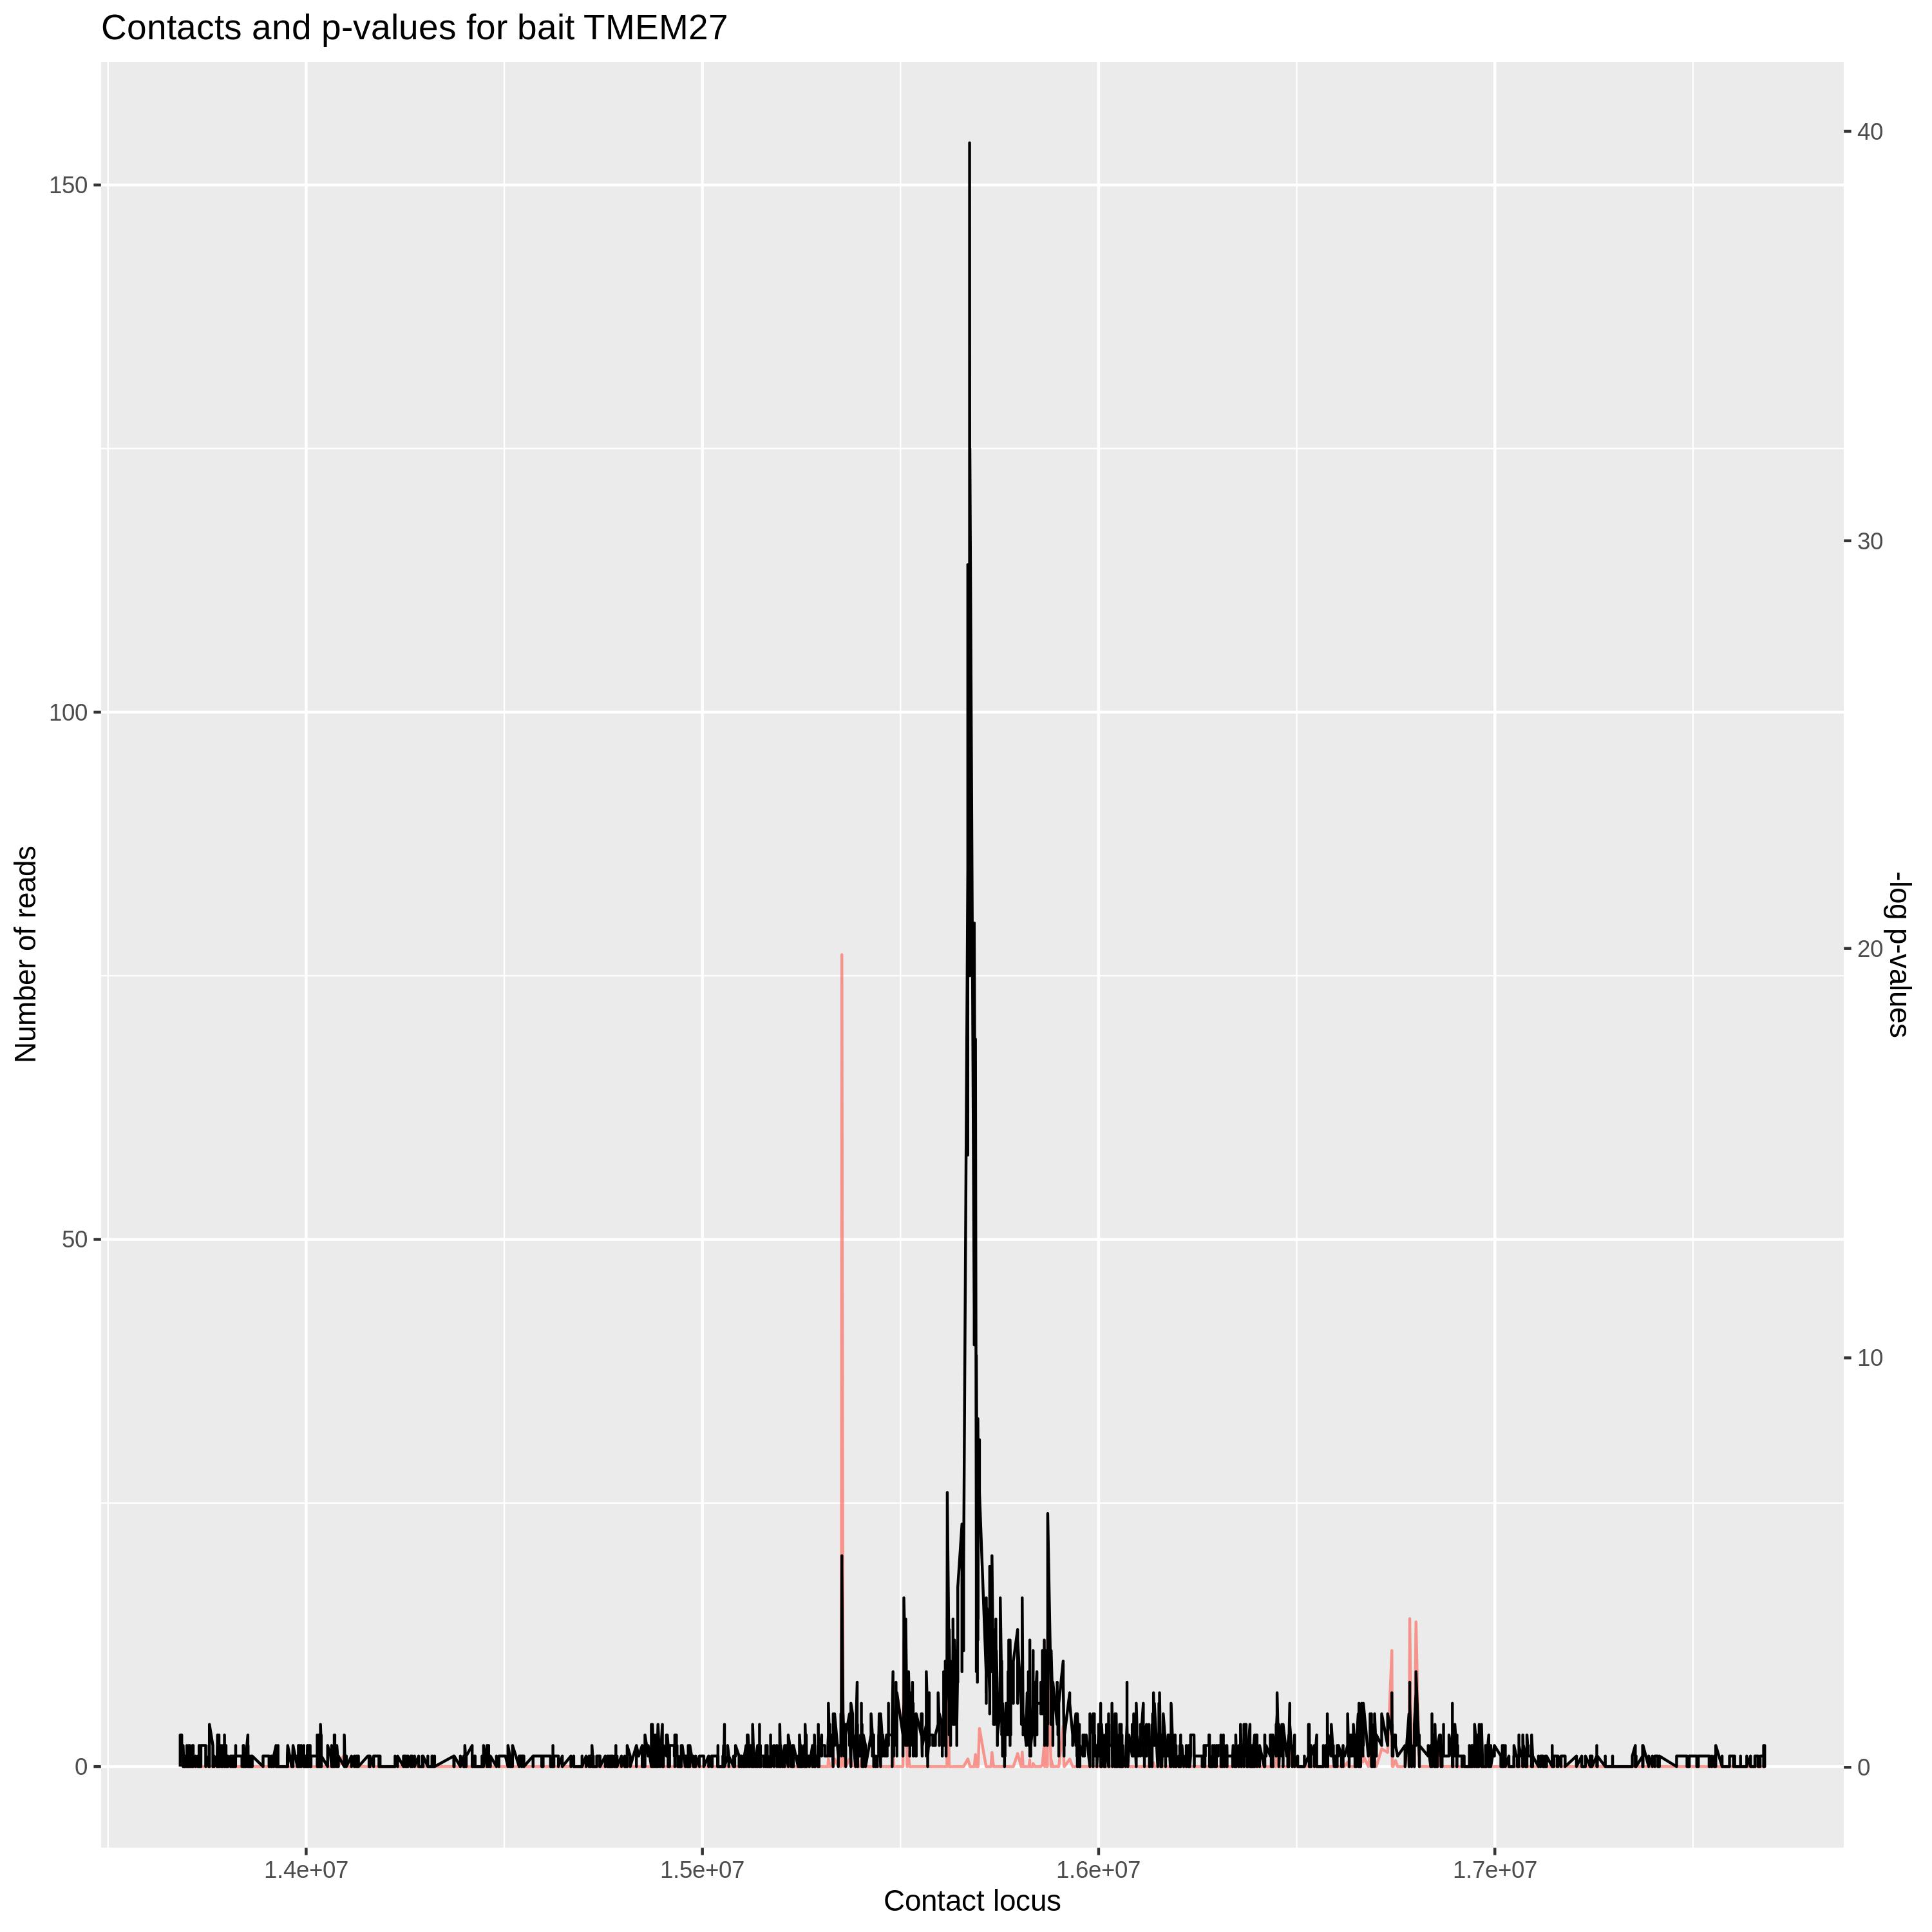 Contacts and p-values for bait TMEM27
150
100
50
0
Number of reads
40
30
20
10
0
-log p-values
1.4e+07
1.5e+07
1.6e+07
1.7e+07
Contact locus